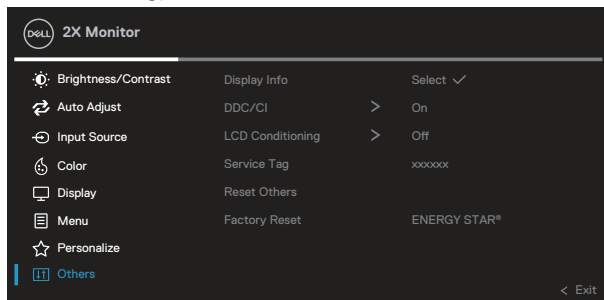 DELL 2X Monitor
Brightness/Contrast Display Info Select ✓
Auto Adjust DDC/CI > On
Input Source LCD Conditioning > Off
Color Service Tag xxxxxx
Display Reset Others
Menu Factory Reset ENERGY STAR®
Personalize
Others
< Exit